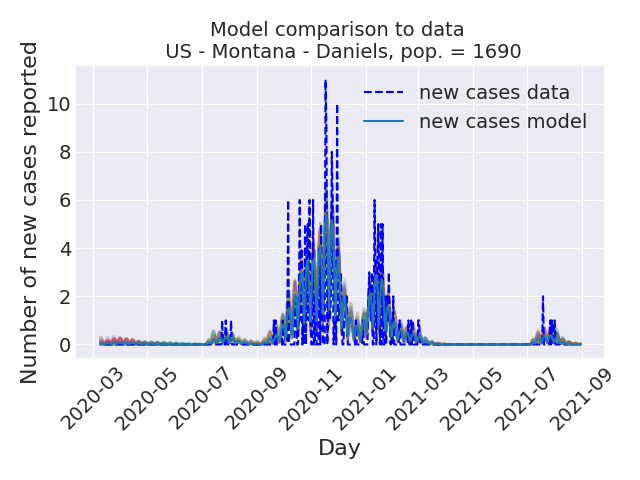 Model comparison to data
US - Montana - Daniels, pop. = 1690
Number of new cases reported
10
8
6
4
2
0
new cases data
new cases model
2020-03
2020-05
2020-07
2020-09
2020-11
2021-01
2021-03
2021-05
2021-07
2021-09
Day